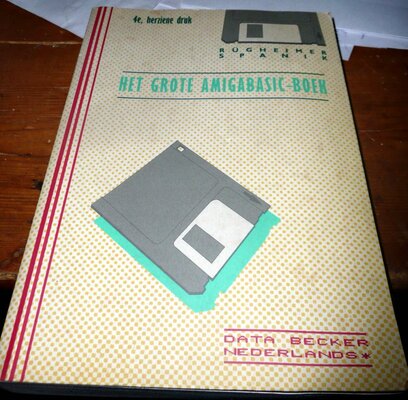 4e, herziene druk
RÜGHEIMER
SPANIK
HET GROTE AMIGABASIC-BOEK
DATA BECKER
NEDERLANDS*